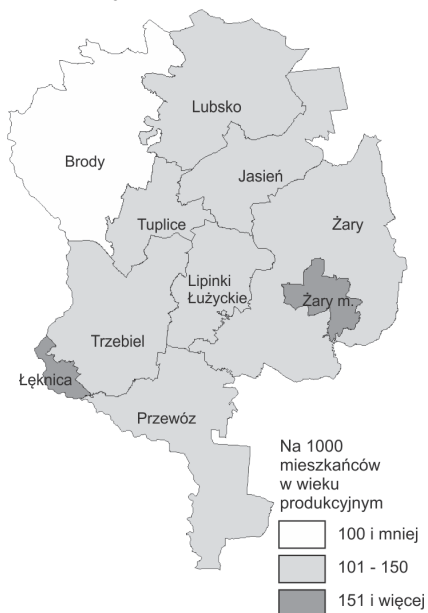 Lubsko
Brody
Jasień
Tuplice
Żary
Lipinki
Łużyckie
Żary m.
Trzebiel
Łęknica
Przewóz
Na 1000
mieszkańców
w wieku
produkcyjnym
100 i mniej
101 - 150
151 i więcej